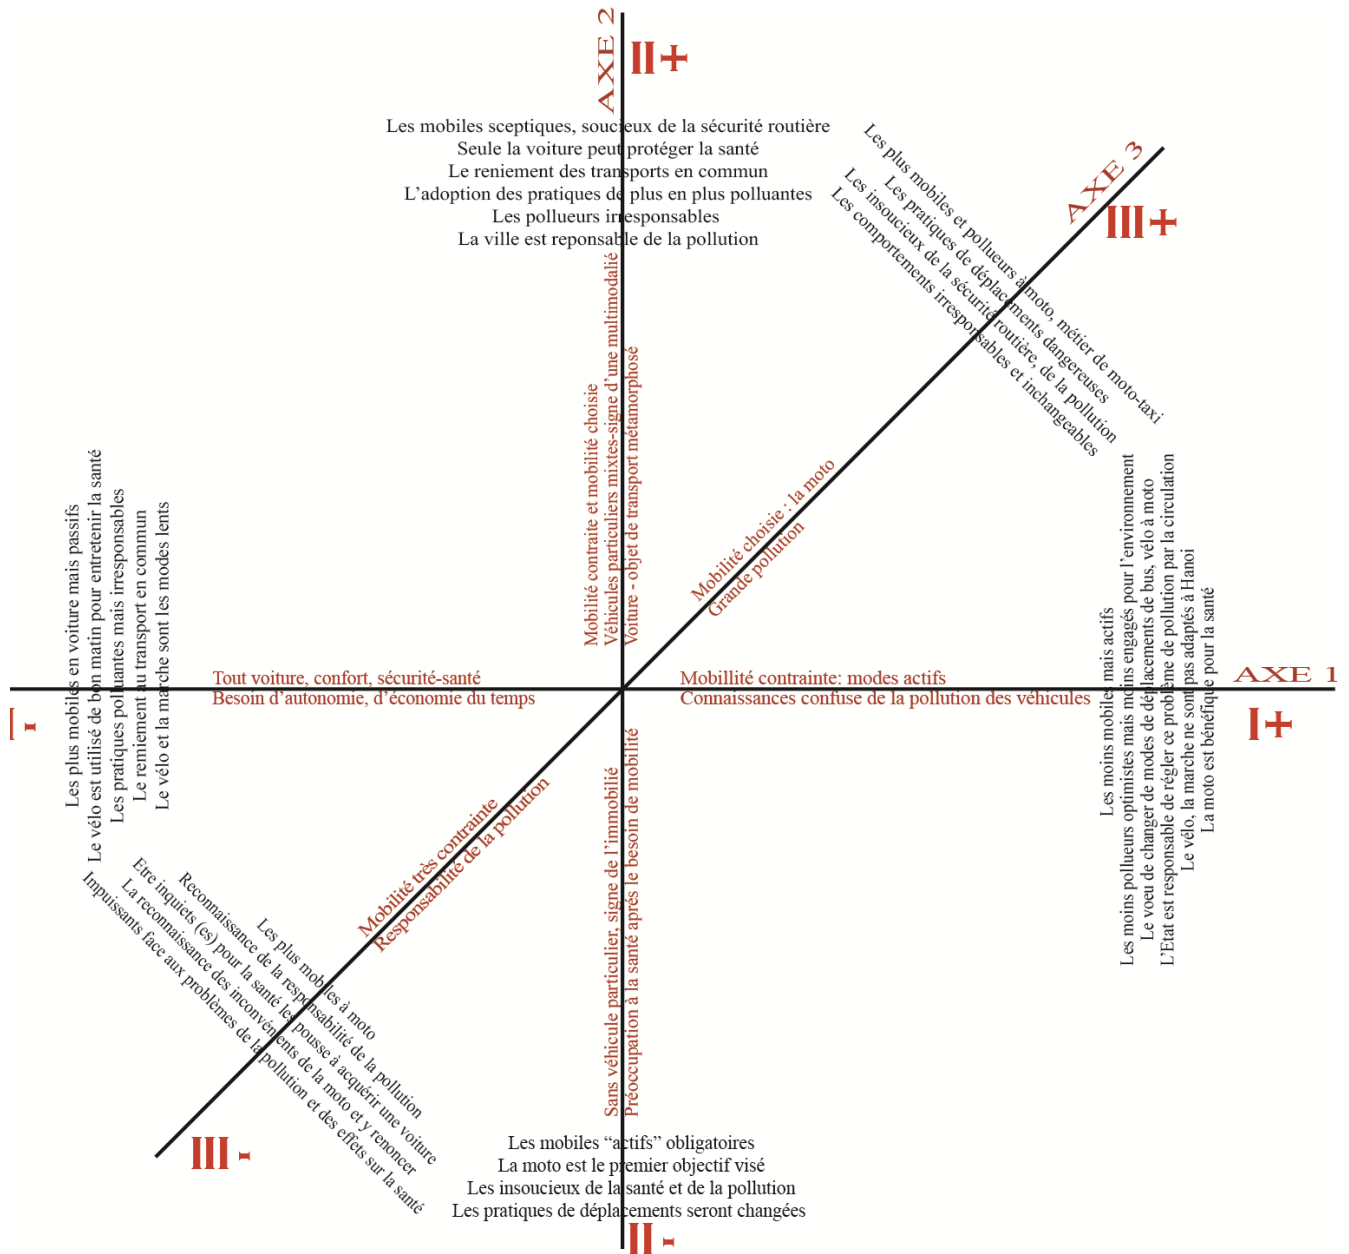 AXE 2
II+
Les mobiles sceptiques, soucieux de la sécurité routière
Seule la voiture peut protéger la santé
Le reniement des transports en commun
L'adoption des pratiques de plus en plus polluantes
Les pollueurs irresponsables
La ville est reponsable de la pollution
Mobilité contraite et mobilité choisie
Véhicules particuliers mixtes-signe d'une multimodalié
Voiture - objet de transport métamorphosé
AXE 3
III+
Les plus mobiles et pollueurs à moto, métier de moto-taxi
Les pratiques de déplacements dangereuses
Les insoucieux de la sécurité routière, de la pollution
Les comportements irresponsables et inchangeables
Mobilité choisie : la moto
Grande pollution
Les plus mobiles en voiture mais passifs
Le vélo est utilisé de bon matin pour entretenir la santé
Les pratiques polluantes mais irresponsables
Le reniement au transport en commun
Le vélo et la marche sont les modes lents
I-
Tout voiture, confort, sécurité-santé
Besoin d'autonomie, d'économie du temps
Mobillité contrainte: modes actifs
Connaissances confuse de la pollution des véhicules
AXE 1
I+
Les moins mobiles mais actifs
Les moins pollueurs optimistes mais moins engagés pour l'environnement
Le voeu de changer de modes de déplacements de bus, vélo à moto
L'Etat est responsable de régler ce problème de pollution par la circulation
Le vélo, la marche ne sont pas adaptés à Hanoi
La moto est bénéfique pour la santé
Mobilité très contrainte
Responsabilité de la pollution
Les plus mobiles à moto
Reconnaissance de la responsabilité de la pollution
Etre inquiets (es) pour la santé les pousse à acquérir une voiture
La reconnaissance des inconvénients de la moto et y renoncer
Impuissants face aux problèmes de la pollution et des effets sur la santé
III-
Sans véhicule particulier, signe de l'immobilié
Préoccupation à la santé aprés le besoin de mobilité
Les mobiles “actifs” obligatoires
La moto est le premier objectif visé
Les insoucieux de la santé et de la pollution
Les pratiques de déplacements seront changées
II-